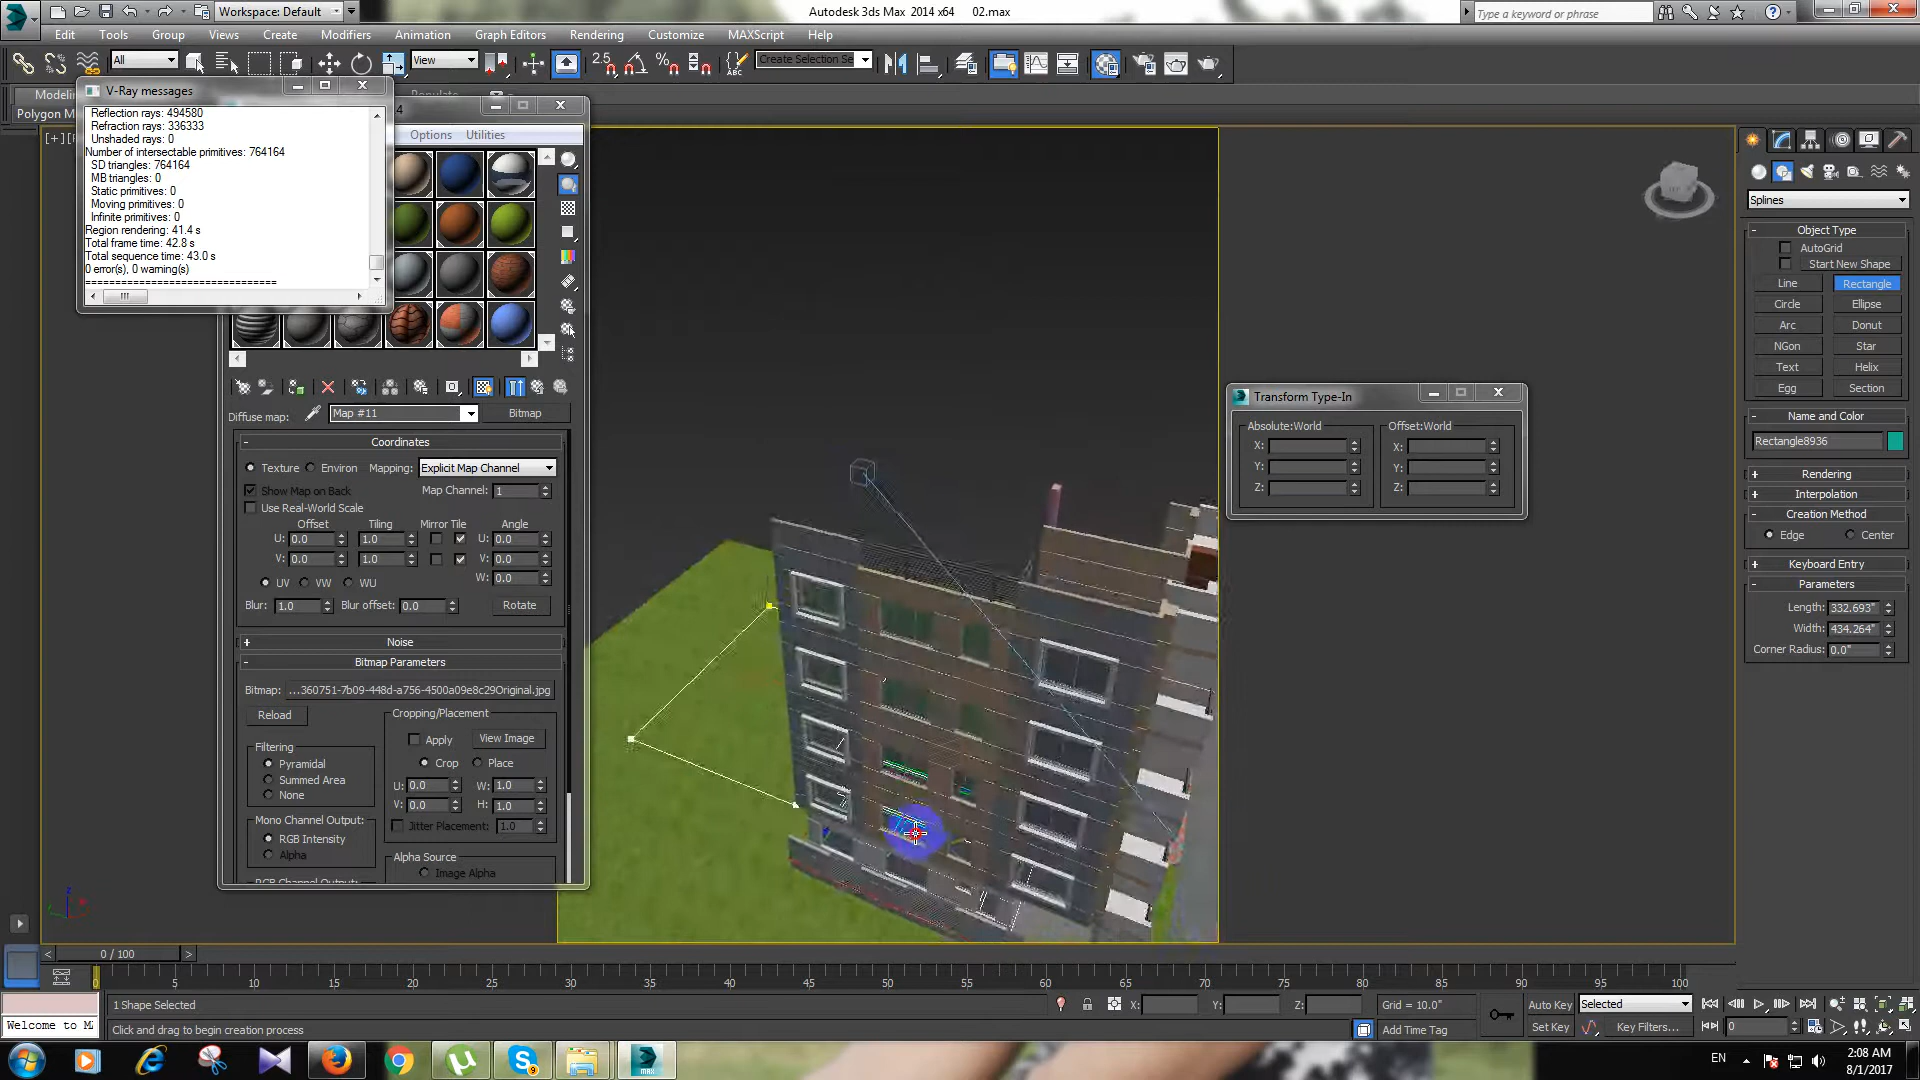 Workspace: Default
Autodesk 3ds Max 2014 x64 02.max
Type a keyword or phrase
Edit Tools Group Views Create Modifiers Animation Graph Editors Rendering Customize MAXScript Help
All
View
2.5
Create Selection Se
Polygon M
V-Ray messages
Reflection rays: 494580
Refraction rays: 336333
Unshaded rays: 0
Number of intersectable primitives: 764164
SD triangles: 764164
MB triangles: 0
Static primitives: 0
Moving primitives: 0
Infinite primitives: 0
Region rendering: 41.4 s
Total frame time: 42.8 s
Total sequence time: 43.0 s
0 error(s), 0 warning(s)
==============================
4
Options Utilities
Diffuse map: Map #11 Bitmap
- Coordinates
Texture Environ Mapping: Explicit Map Channel
Show Map on Back Map Channel: 1
Use Real-World Scale
Offset Tiling Mirror Tile Angle
U: 0.0 1.0 U: 0.0
V: 0.0 1.0 V: 0.0
W: 0.0
UV VW WU
Blur: 1.0 Blur offset: 0.0 Rotate
+ Noise
- Bitmap Parameters
Bitmap: ...360751-7b09-448d-a756-4500a09e8c29Original.jpg
Reload
Cropping/Placement
Apply View Image
Crop Place
U: 0.0 W: 1.0
V: 0.0 H: 1.0
Jitter Placement: 1.0
Filtering
Pyramidal
Summed Area
None
Mono Channel Output:
RGB Intensity
Alpha
RGB Channel Output:
Alpha Source
Image Alpha
Transform Type-In
Absolute:World Offset:World
X: X:
Y: Y:
Z: Z:
Splines
- Object Type
AutoGrid
Start New Shape
Line Rectangle
Circle Ellipse
Arc Donut
NGon Star
Text Helix
Egg Section
- Name and Color
Rectangle8936
+ Rendering
+ Interpolation
- Creation Method
Edge Center
+ Keyboard Entry
- Parameters
Length: 332.693"
Width: 434.264"
Corner Radius: 0.0"
0 / 100
0 5 10 15 20 25 30 35 40 45 50 55 60 65 70 75 80 85 90 95 100
1 Shape Selected
X: Y: Z: Grid = 10.0"
Auto Key Selected
Welcome to M
Click and drag to begin creation process
Add Time Tag
Set Key Key Filters... 0
EN
2:08 AM
8/1/2017